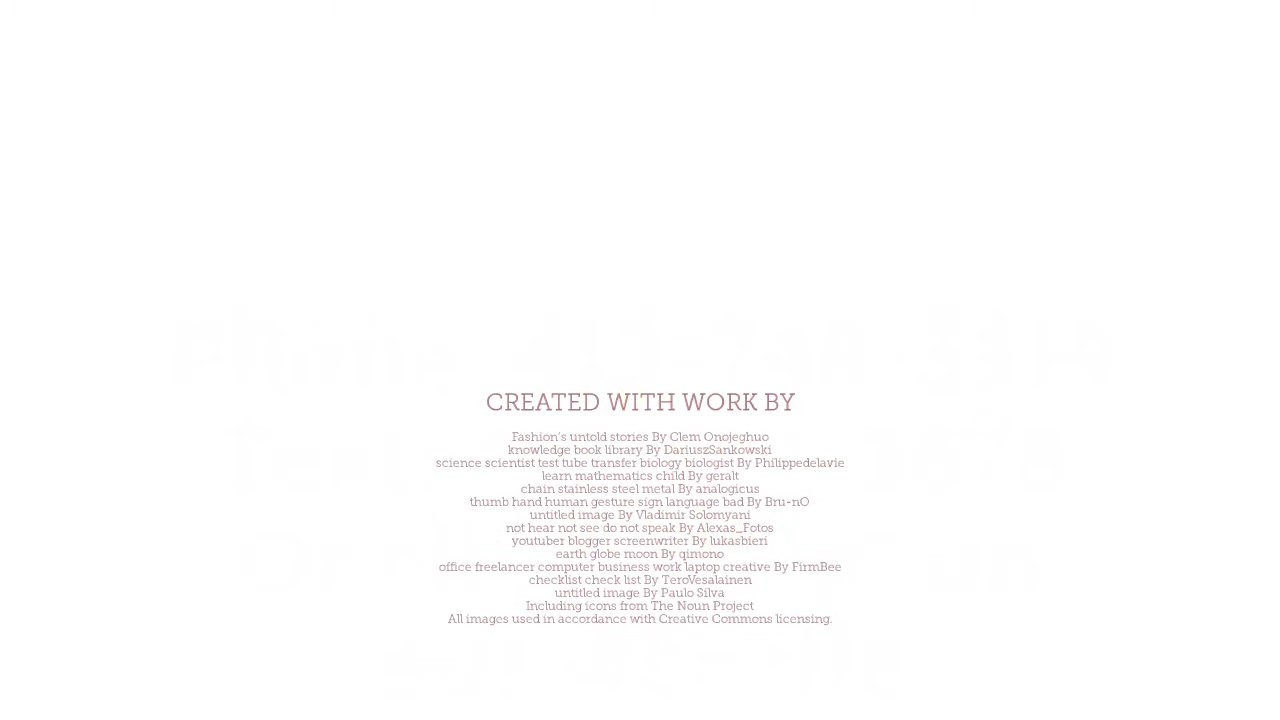 CREATED WITH WORK BY
Fashion's untold stories By Clem Onojeghuo
knowledge book library By DariuszSankowski
science scientist test tube transfer biology biologist By Philippedelavie
learn mathematics child By geralt
chain stainless steel metal By analogicus
thumb hand human gesture sign language bad By Bru-nO
untitled image By Vladimir Solomyani
not hear not see do not speak By Alexas_Fotos
youtuber blogger screenwriter By lukasbieri
earth globe moon By qimono
office freelancer computer business work laptop creative By FirmBee
checklist check list By TeroVesalainen
untitled image By Paulo Silva
Including icons from The Noun Project
All images used in accordance with Creative Commons licensing.